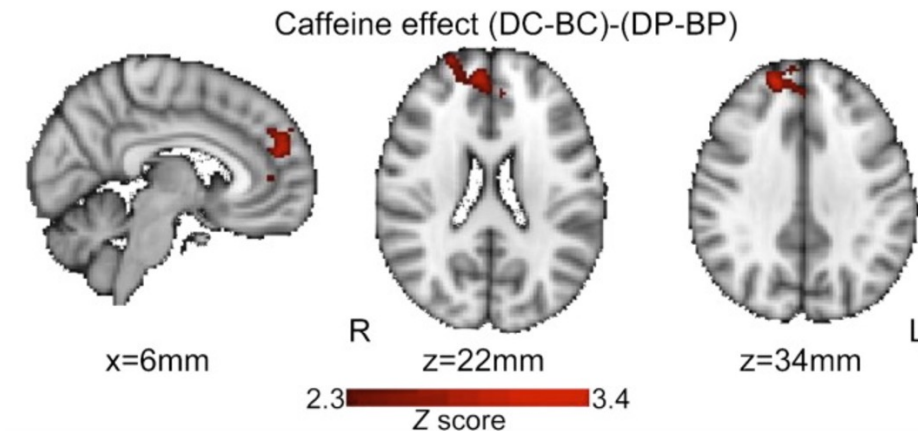 Caffeine effect (DC-BC)-(DP-BP)
R
L
x=6mm
z=22mm
z=34mm
2.3
3.4
Z score